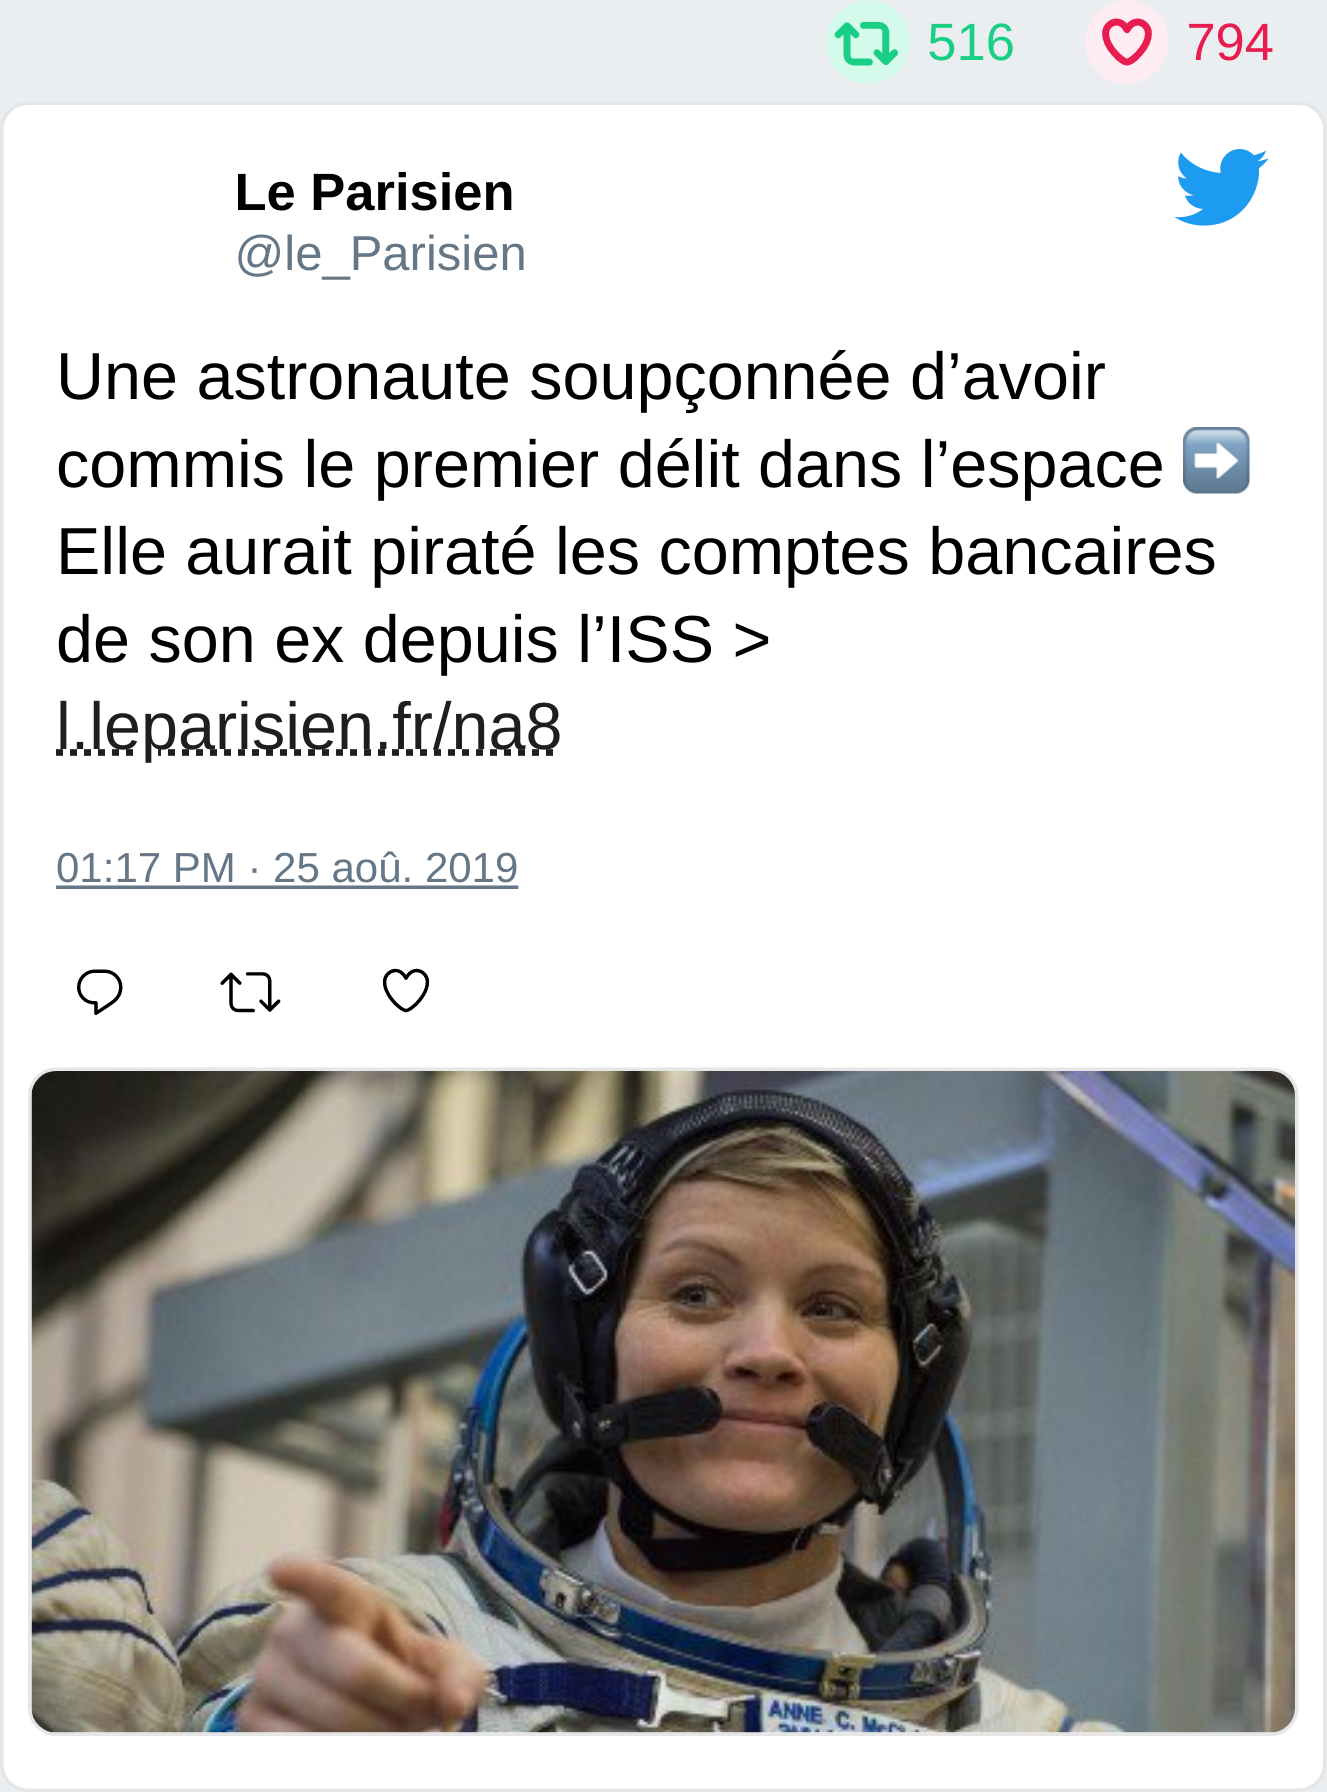 516 794
Le Parisien
@le_Parisien
Une astronaute soupçonnée d’avoir
commis le premier délit dans l’espace ➡️
Elle aurait piraté les comptes bancaires
de son ex depuis l’ISS >
l.leparisien.fr/na8
01:17 PM · 25 aoû. 2019
ANNE C.